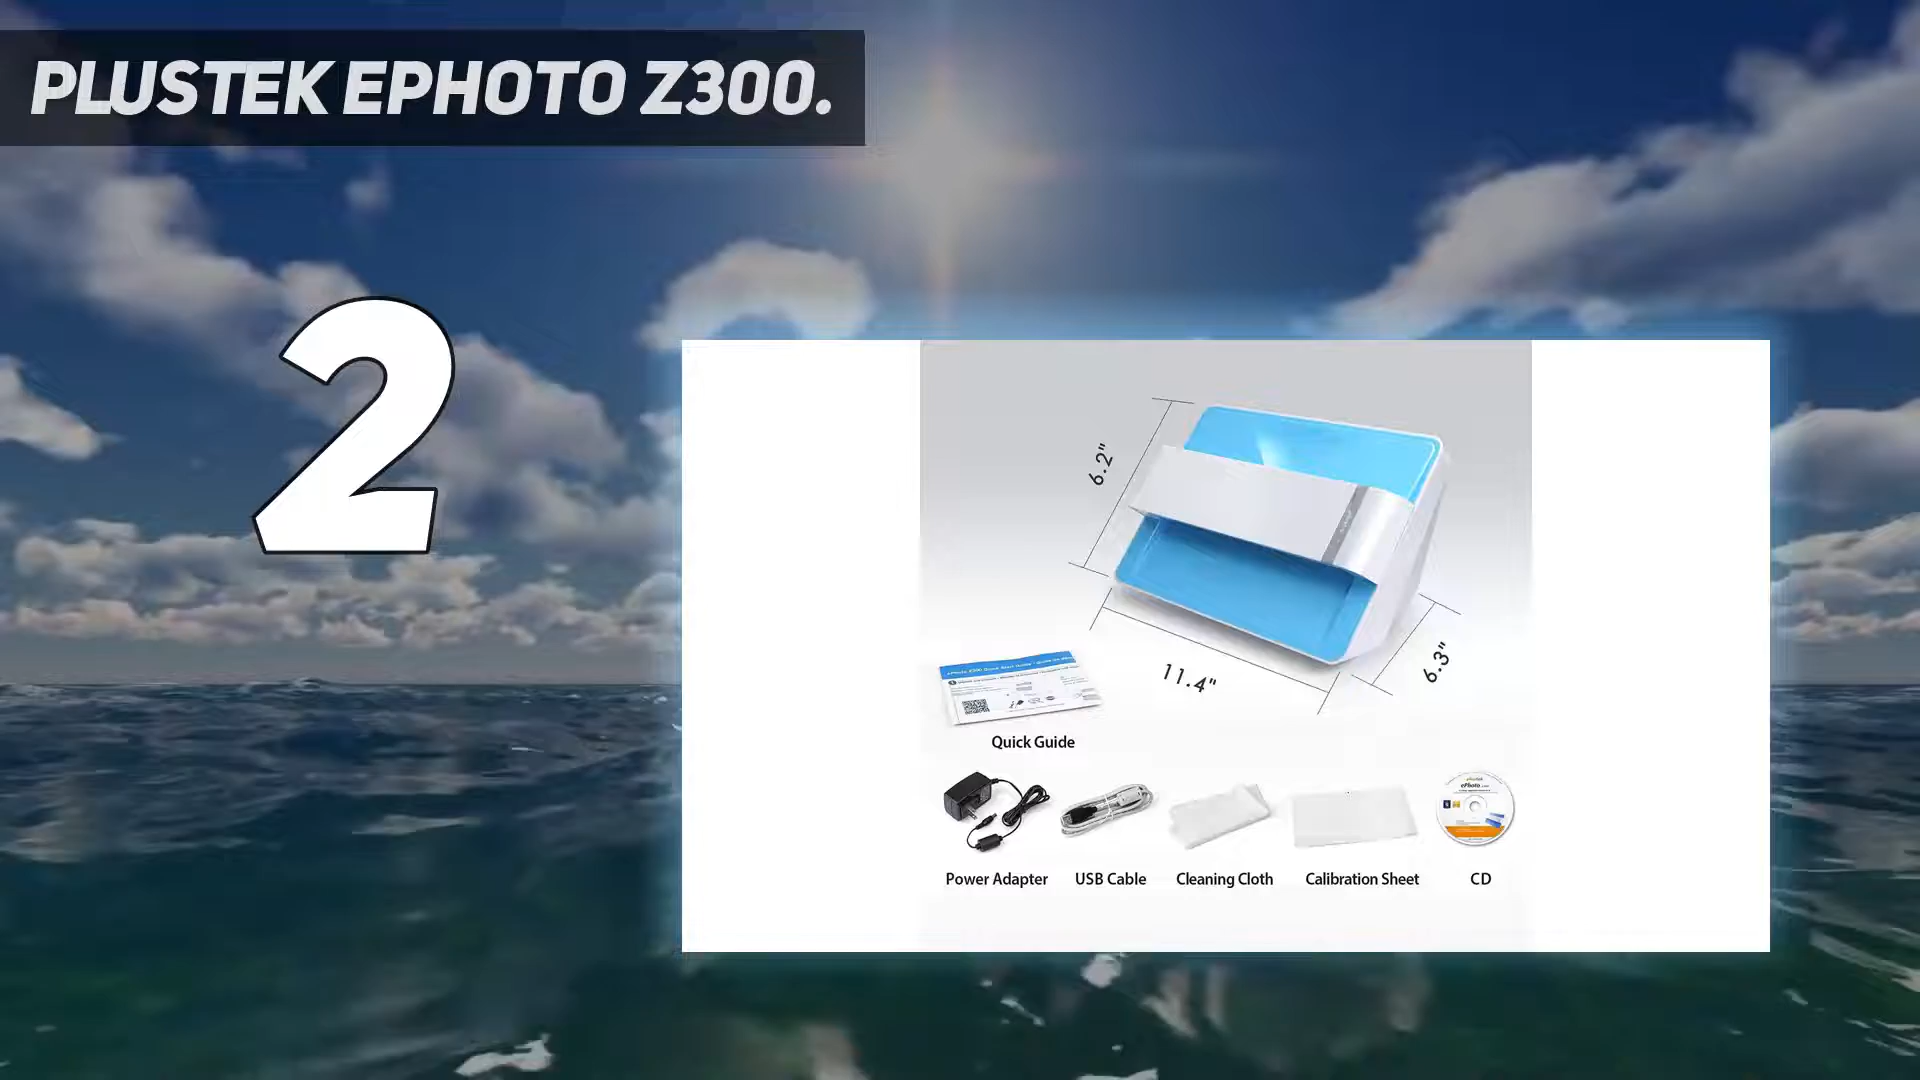 PLUSTEK EPHOTO Z300.
2
6.2"
11.4"
6.3"
Quick Guide
ePhoto
Power Adapter USB Cable Cleaning Cloth Calibration Sheet CD